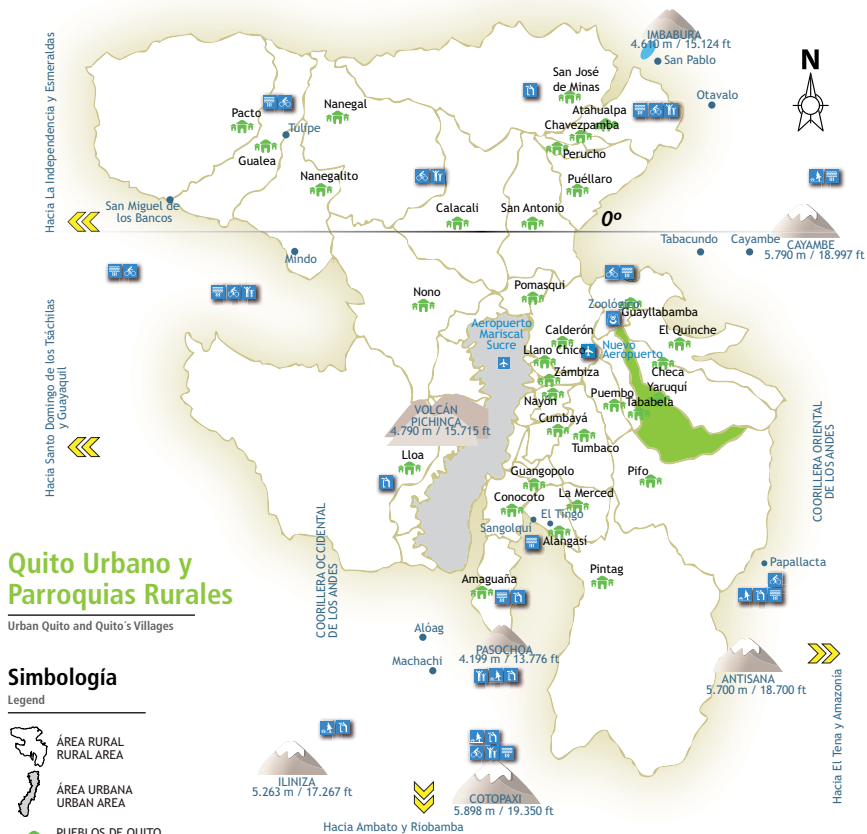 IMBABURA
4.610 m / 15.124 ft
San Pablo
Otavalo
N
San José
de Minas
Atahualpa
Chavezpamba
Perucho
Puéllaro
Nanegal
Pacto
Tulipe
Gualea
Nanegalito
San Miguel de
los Bancos
Hacia La Independencia y Esmeraldas
Calacali
San Antonio
0º
Tabacundo
Cayambe
CAYAMBE
5.790 m / 18.997 ft
Mindo
Nono
Pomasqui
Zoológico
Guayllabamba
El Quinche
Aeropuerto
Mariscal
Sucre
Calderón
Llano Chico
Nuevo
Aeropuerto
Zámbiza
Checa
Yaruquí
Nayón
Puembo
Tababela
Cumbayá
Tumbaco
VOLCÁN
PICHINCA
4.790 m / 15.715 ft
Hacia Santo Domingo de los Tsáchilas
y Guayaquil
Lloa
Guangopolo
Pifo
Conocoto
La Merced
El Tingo
Sangolquí
Alangasí
COORILLERA ORIENTAL
DE LOS ANDES
COORILLERA OCCIDENTAL
DE LOS ANDES
Papallacta
Pintag
Amaguaña
Quito Urbano y
Parroquias Rurales
Urban Quito and Quito´s Villages
Alóag
Machachi
PASOCHOA
4.199 m / 13.776 ft
ANTISANA
5.700 m / 18.700 ft
Hacia El Tena y Amazonía
Simbología
Legend
ÁREA RURAL
RURAL AREA
ÁREA URBANA
URBAN AREA
PUEBLOS DE QUITO
ILINIZA
5.263 m / 17.267 ft
COTOPAXI
5.898 m / 19.350 ft
Hacia Ambato y Riobamba